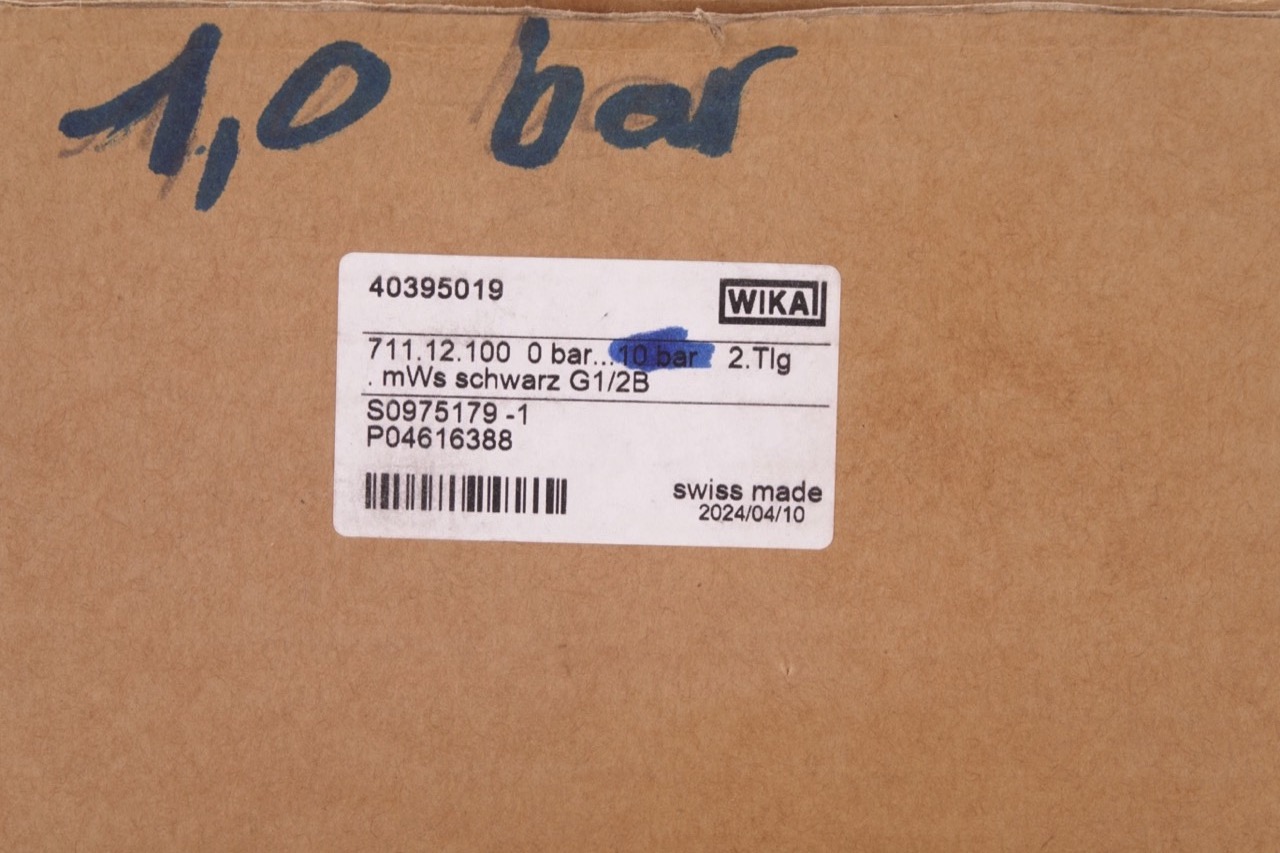 1,0 bar
40395019
WIKA
711.12.100 0 bar...10 bar 2.Tlg
. mWs schwarz G1/2B
S0975179 -1
P04616388
swiss made
2024/04/10